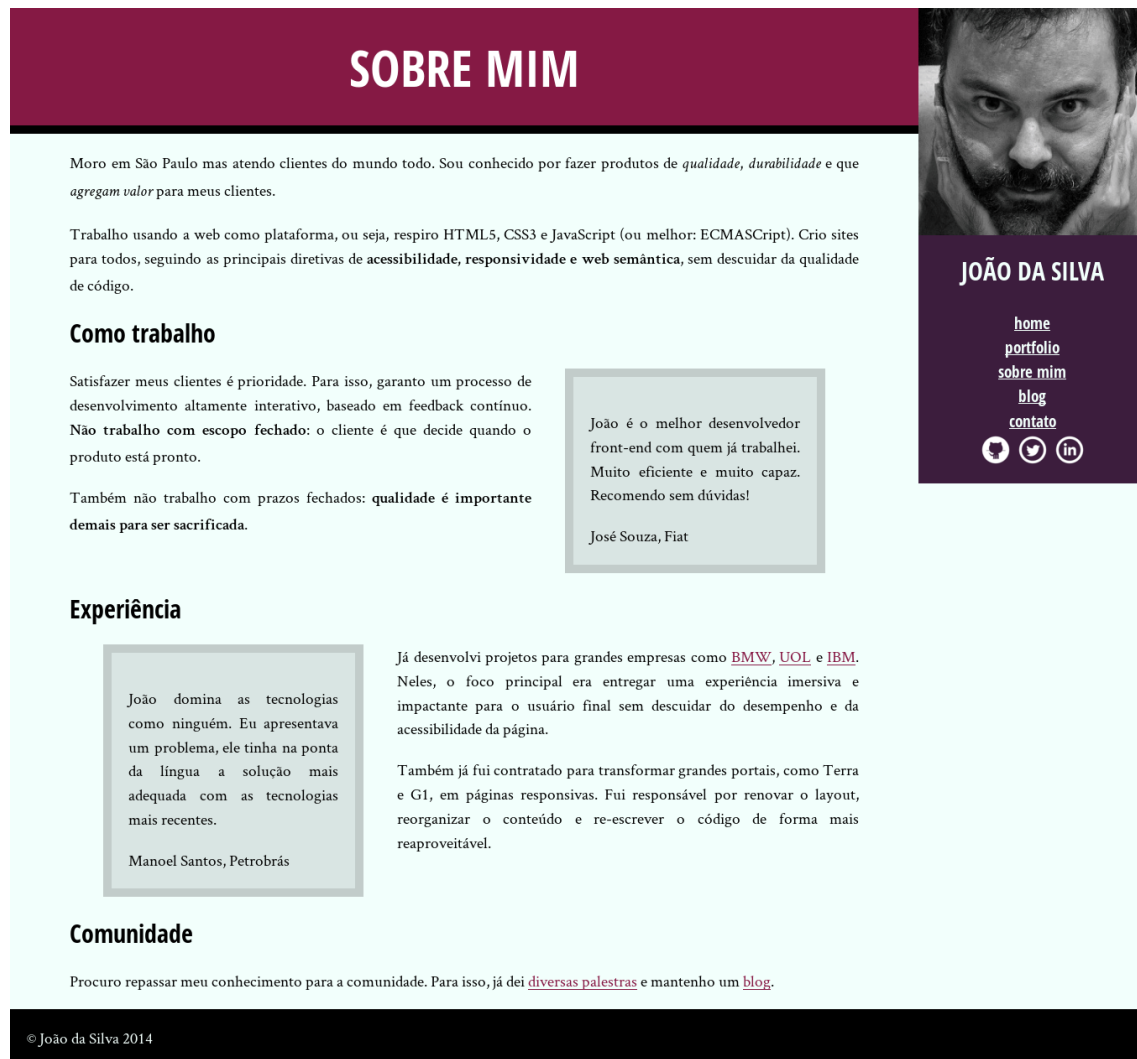 SOBRE MIM
Moro em São Paulo mas atendo clientes do mundo todo. Sou conhecido por fazer produtos de qualidade, durabilidade e que
agregam valor para meus clientes.
Trabalho usando a web como plataforma, ou seja, respiro HTML5, CSS3 e JavaScript (ou melhor: ECMASCript). Crio sites
para todos, seguindo as principais diretivas de acessibilidade, responsividade e web semântica, sem descuidar da qualidade
de código.
Como trabalho
Satisfazer meus clientes é prioridade. Para isso, garanto um processo de
desenvolvimento altamente interativo, baseado em feedback contínuo.
Não trabalho com escopo fechado: o cliente é que decide quando o
produto está pronto.
Também não trabalho com prazos fechados: qualidade é importante
demais para ser sacrificada.
João é o melhor desenvolvedor
front-end com quem já trabalhei.
Muito eficiente e muito capaz.
Recomendo sem dúvidas!
José Souza, Fiat
Experiência
João domina as tecnologias
como ninguém. Eu apresentava
um problema, ele tinha na ponta
da língua a solução mais
adequada com as tecnologias
mais recentes.
Manoel Santos, Petrobrás
Já desenvolvi projetos para grandes empresas como BMW, UOL e IBM.
Neles, o foco principal era entregar uma experiência imersiva e
impactante para o usuário final sem descuidar do desempenho e da
acessibilidade da página.
Também já fui contratado para transformar grandes portais, como Terra
e G1, em páginas responsivas. Fui responsável por renovar o layout,
reorganizar o conteúdo e re-escrever o código de forma mais
reaproveitável.
Comunidade
Procuro repassar meu conhecimento para a comunidade. Para isso, já dei diversas palestras e mantenho um blog.
JOÃO DA SILVA
home
portfolio
sobre mim
blog
contato
in
© João da Silva 2014